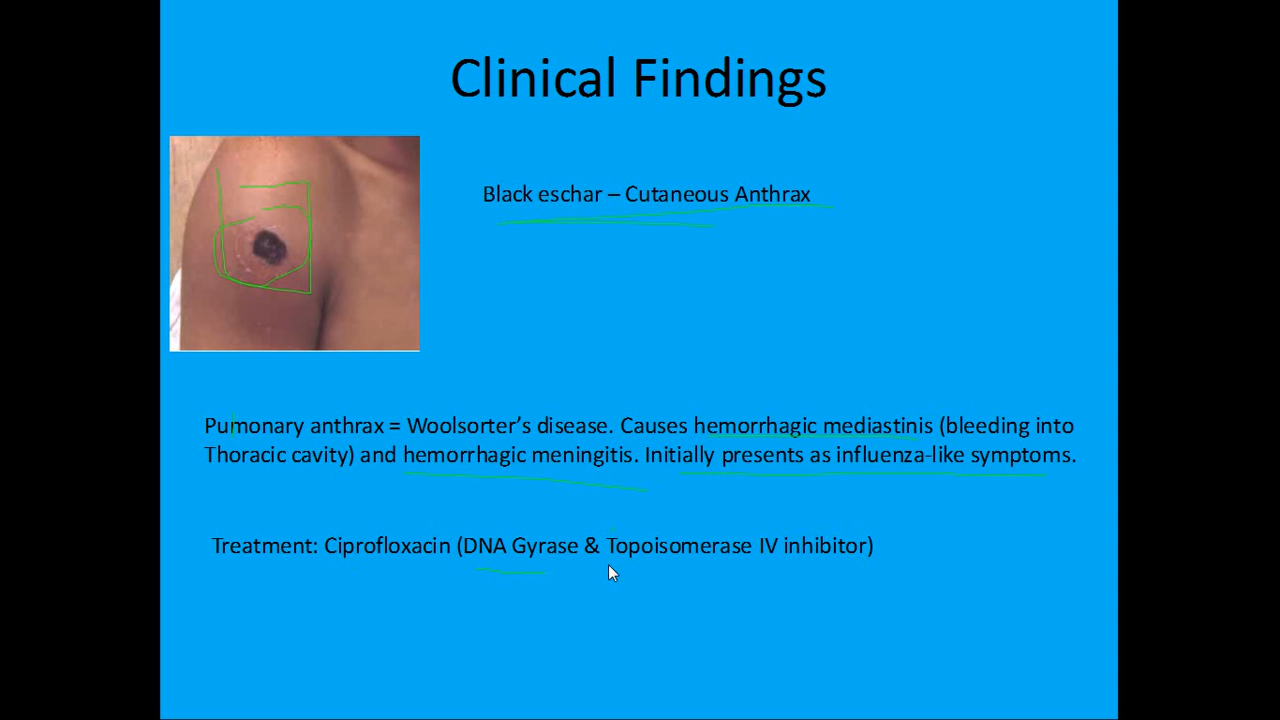 Clinical Findings
Black eschar – Cutaneous Anthrax
Pumonary anthrax = Woolsorter’s disease. Causes hemorrhagic mediastinis (bleeding into
Thoracic cavity) and hemorrhagic meningitis. Initially presents as influenza-like symptoms.
Treatment: Ciprofloxacin (DNA Gyrase & Topoisomerase IV inhibitor)